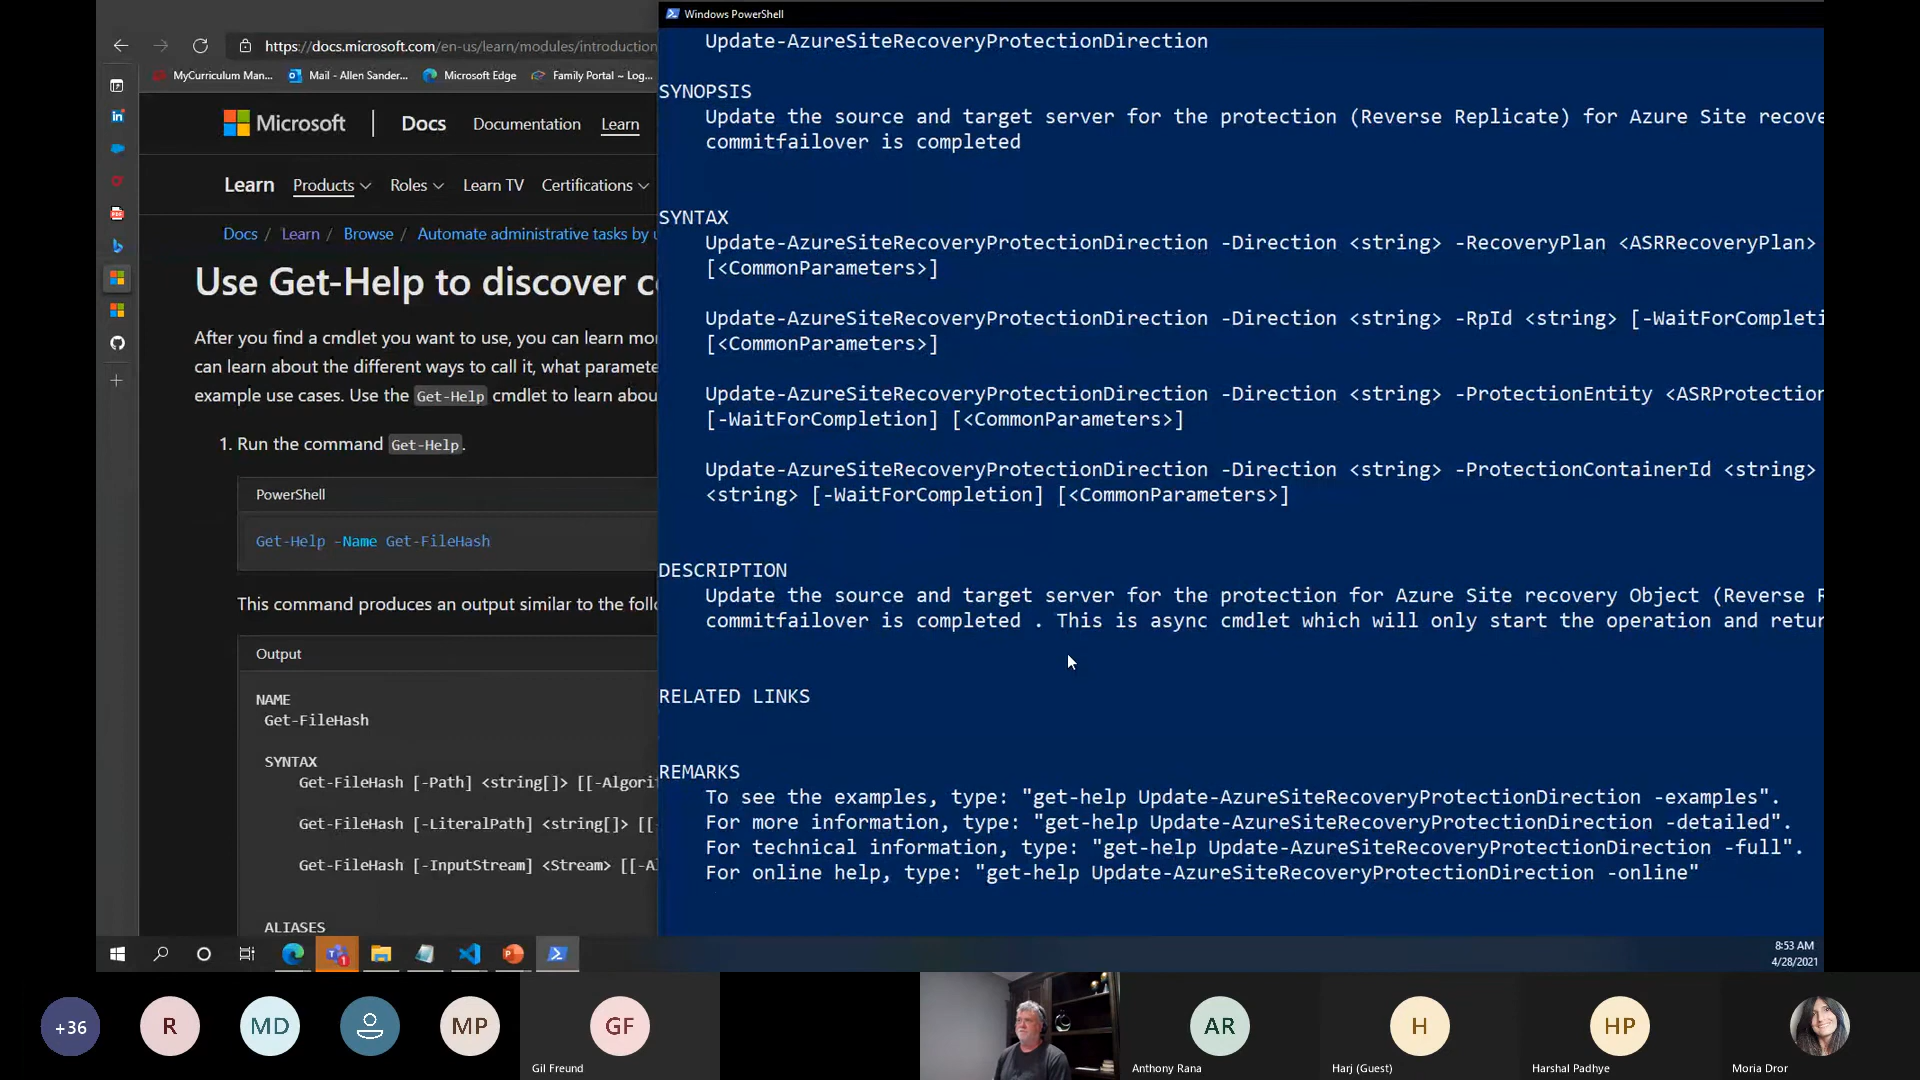 Windows PowerShell
https://docs.microsoft.com/en-us/learn/modules/introduction
MyCurriculum Man...
Mail - Allen Sander...
Microsoft Edge
Family Portal ~ Log...
Microsoft
Docs
Documentation
Learn
Learn
Products
Roles
Learn TV
Certifications
Docs / Learn / Browse / Automate administrative tasks by
Use Get-Help to discover
After you find a cmdlet you want to use, you can learn
can learn about the different ways to call it, what
example use cases. Use the Get-Help cmdlet to learn
1. Run the command Get-Help.
PowerShell
Get-Help -Name Get-FileHash
This command produces an output similar to the
Output
NAME
Get-FileHash
SYNTAX
Get-FileHash [-Path] <string[]> [[-Algori
Get-FileHash [-LiteralPath] <string[]> [[-
Get-FileHash [-InputStream] <Stream> [[-Al
ALIASES
Update-AzureSiteRecoveryProtectionDirection
SYNOPSIS
Update the source and target server for the protection (Reverse Replicate) for Azure Site recove
commitfailover is completed
SYNTAX
Update-AzureSiteRecoveryProtectionDirection -Direction <string> -RecoveryPlan <ASRRecoveryPlan>
[<CommonParameters>]
Update-AzureSiteRecoveryProtectionDirection -Direction <string> -RpId <string> [-WaitForCompleti
[<CommonParameters>]
Update-AzureSiteRecoveryProtectionDirection -Direction <string> -ProtectionEntity <ASRProtection
[-WaitForCompletion] [<CommonParameters>]
Update-AzureSiteRecoveryProtectionDirection -Direction <string> -ProtectionContainerId <string>
<string> [-WaitForCompletion] [<CommonParameters>]
DESCRIPTION
Update the source and target server for the protection for Azure Site recovery Object (Reverse R
commitfailover is completed . This is async cmdlet which will only start the operation and retur
RELATED LINKS
REMARKS
To see the examples, type: "get-help Update-AzureSiteRecoveryProtectionDirection -examples".
For more information, type: "get-help Update-AzureSiteRecoveryProtectionDirection -detailed".
For technical information, type: "get-help Update-AzureSiteRecoveryProtectionDirection -full".
For online help, type: "get-help Update-AzureSiteRecoveryProtectionDirection -online"
8:53 AM
4/28/2021
+36
R
MD
MP
GF
AR
H
HP
Gil Freund
Anthony Rana
Harj (Guest)
Harshal Padhye
Moria Dror